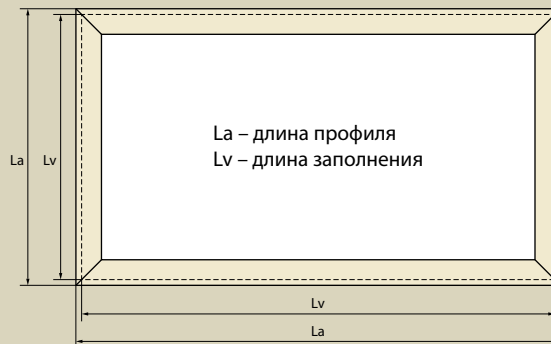 La – длина профиля
Lv – длина заполнения
La
Lv
Lv
La